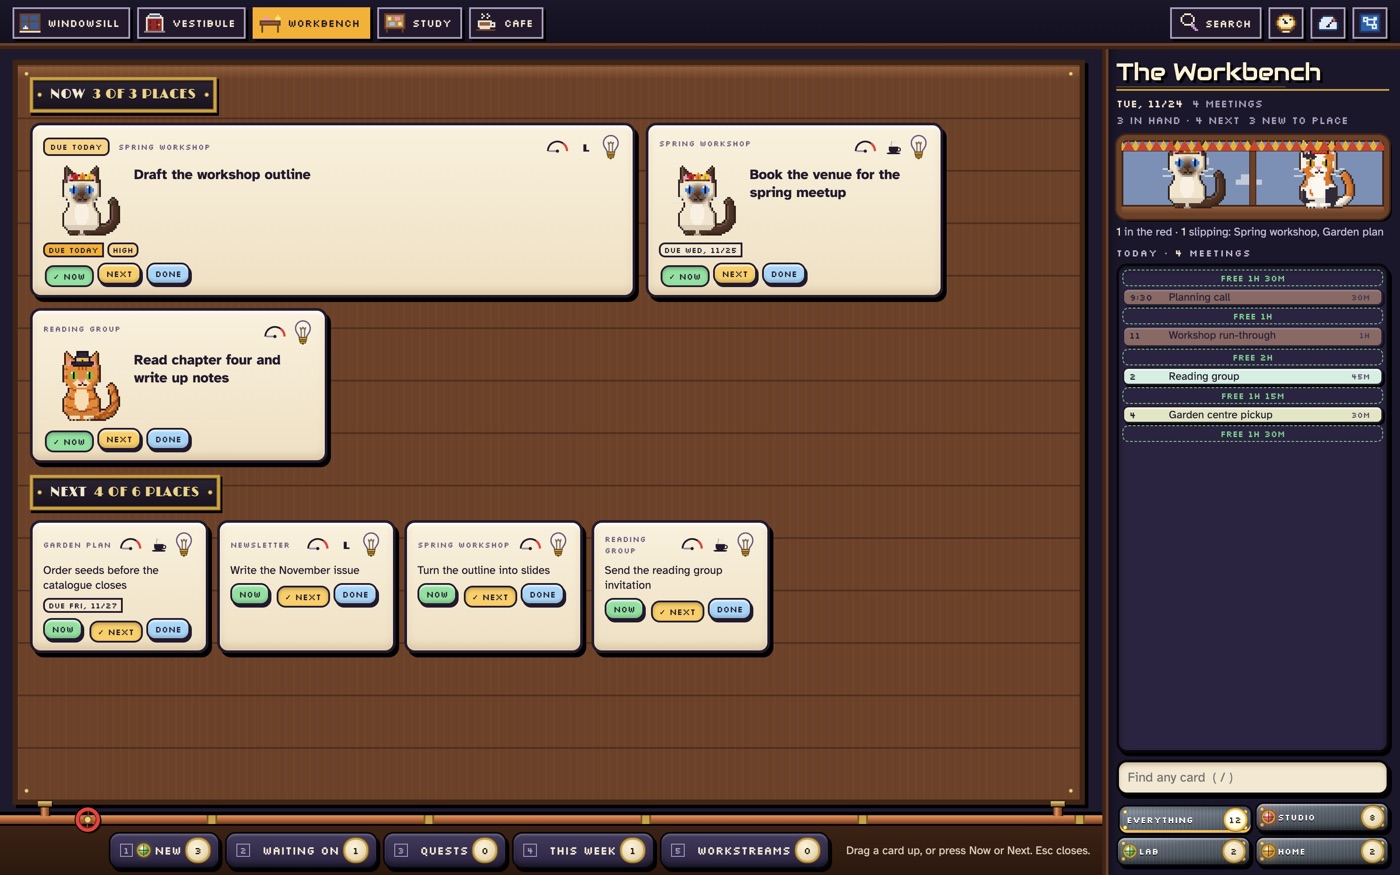 WINDOWSILL
VESTIBULE
WORKBENCH
STUDY
CAFE
SEARCH
NOW 3 OF 3 PLACES
DUE TODAY SPRING WORKSHOP L
Draft the workshop outline
DUE TODAY HIGH
✓ NOW NEXT DONE
SPRING WORKSHOP
Book the venue for the
spring meetup
DUE WED, 11/25
✓ NOW NEXT DONE
READING GROUP
Read chapter four and
write up notes
✓ NOW NEXT DONE
NEXT 4 OF 6 PLACES
GARDEN PLAN
Order seeds before the
catalogue closes
DUE FRI, 11/27
NOW ✓ NEXT DONE
NEWSLETTER L
Write the November issue
NOW ✓ NEXT DONE
SPRING WORKSHOP
Turn the outline into slides
NOW ✓ NEXT DONE
READING
GROUP
Send the reading group
invitation
NOW ✓ NEXT DONE
1 NEW 3
2 WAITING ON 1
3 QUESTS 0
4 THIS WEEK 1
5 WORKSTREAMS 0
Drag a card up, or press Now or Next. Esc closes.
The Workbench
TUE, 11/24 4 MEETINGS
3 IN HAND · 4 NEXT 3 NEW TO PLACE
1 in the red · 1 slipping: Spring workshop, Garden plan
TODAY · 4 MEETINGS
FREE 1H 30M
9:30 Planning call 30M
FREE 1H
11 Workshop run-through 1H
FREE 2H
2 Reading group 45M
FREE 1H 15M
4 Garden centre pickup 30M
FREE 1H 30M
Find any card ( / )
EVERYTHING 12
STUDIO 8
LAB 2
HOME 2